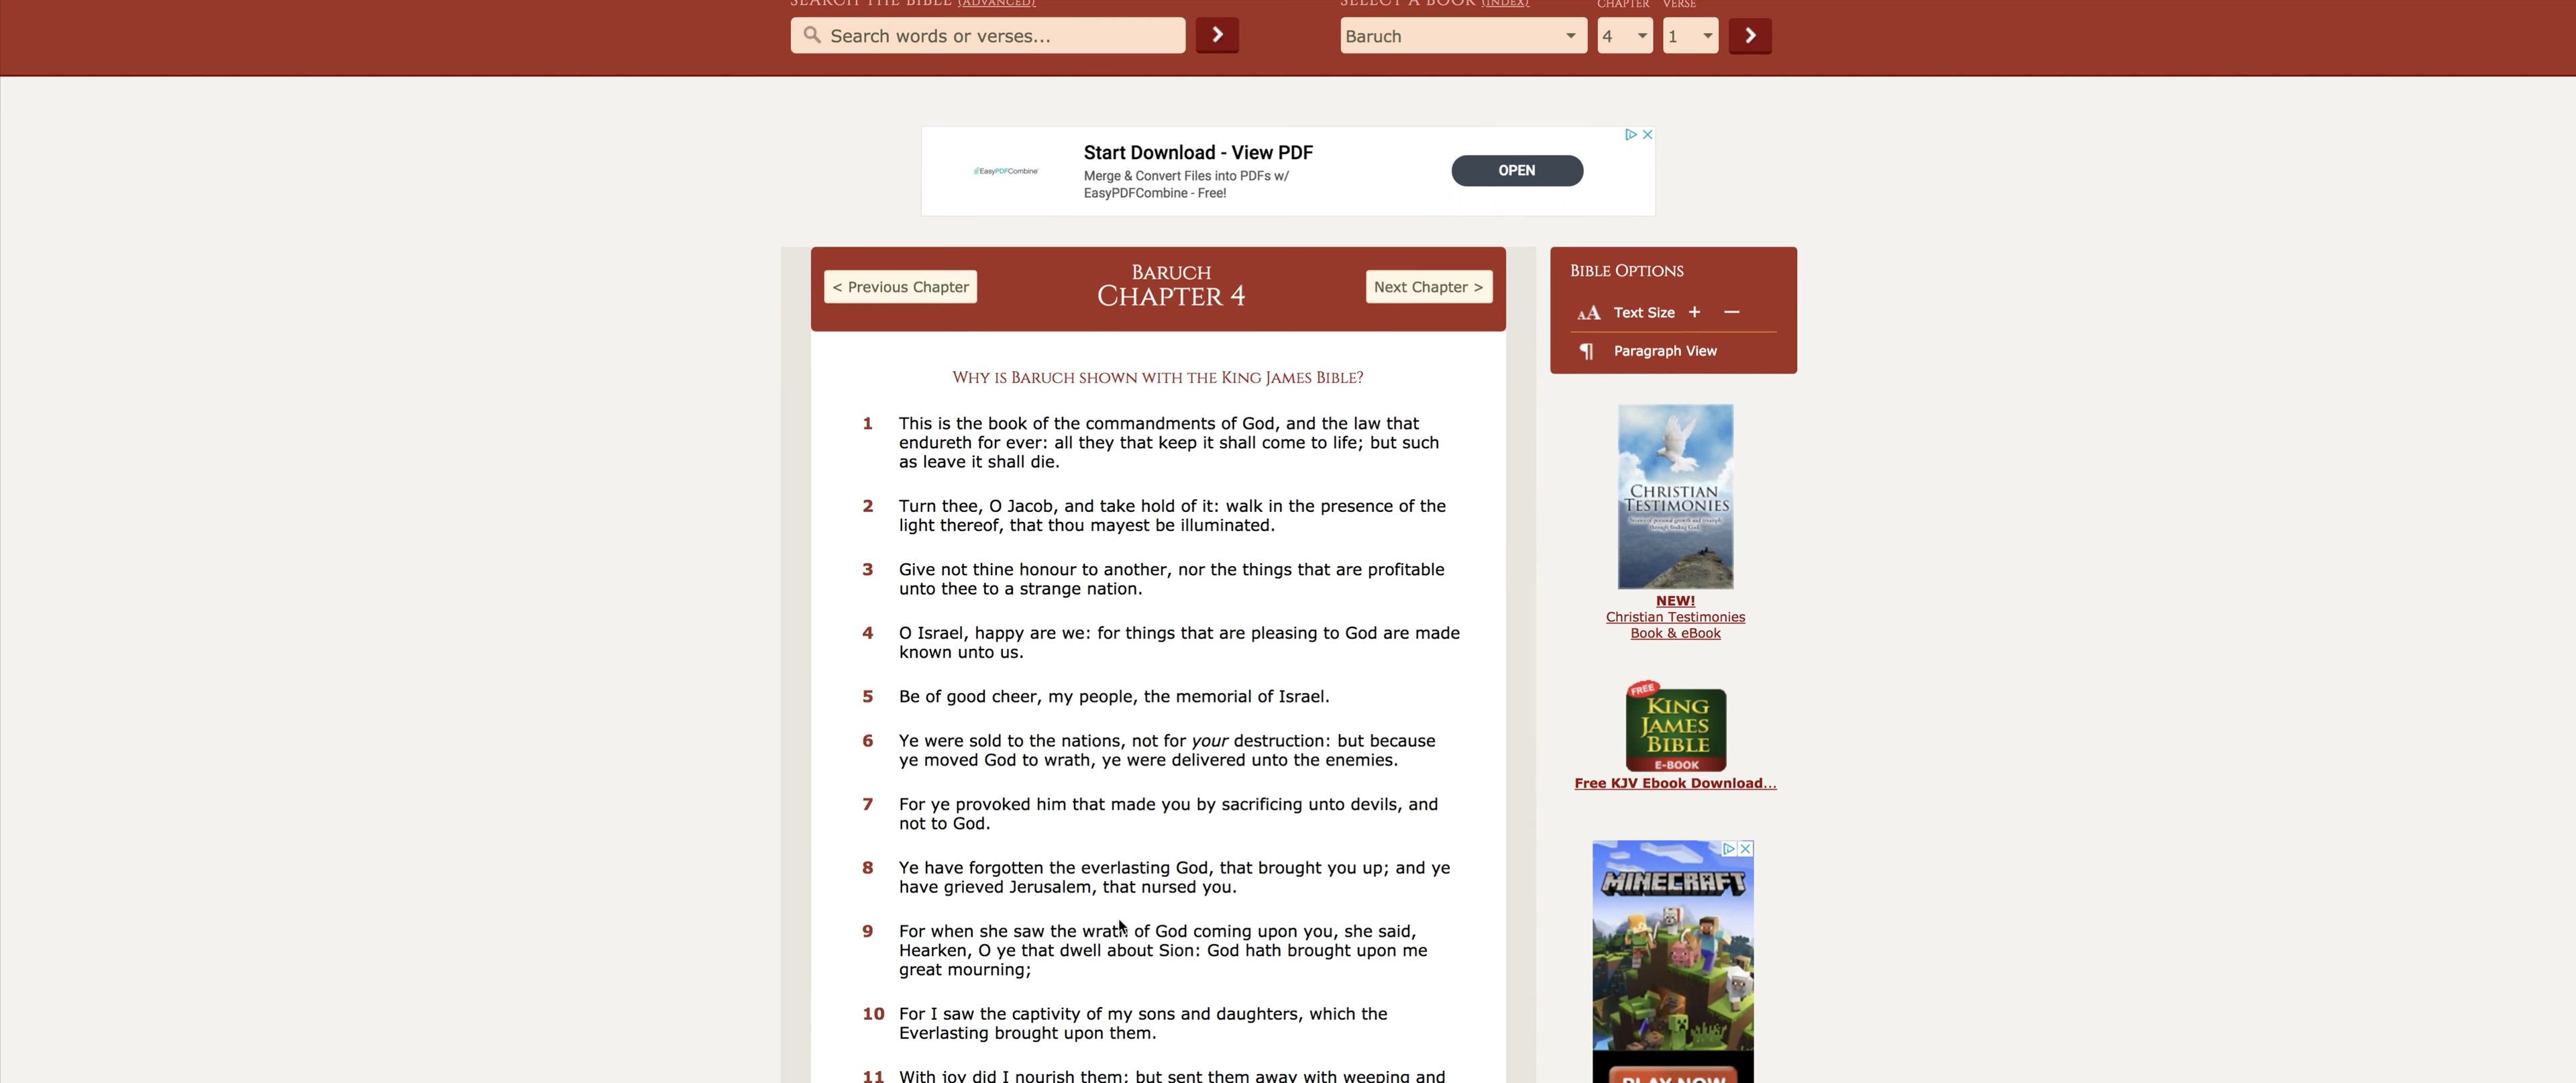 SEARCH THE BIBLE (ADVANCED)
SELECT A BOOK (INDEX)
CHAPTER VERSE
Search words or verses...
Baruch
4
1
EasyPDFCombine
Start Download - View PDF
Merge & Convert Files into PDFs w/
EasyPDFCombine - Free!
OPEN
< Previous Chapter
BARUCH
CHAPTER 4
Next Chapter >
WHY IS BARUCH SHOWN WITH THE KING JAMES BIBLE?
1 This is the book of the commandments of God, and the law that
endureth for ever: all they that keep it shall come to life; but such
as leave it shall die.
2 Turn thee, O Jacob, and take hold of it: walk in the presence of the
light thereof, that thou mayest be illuminated.
3 Give not thine honour to another, nor the things that are profitable
unto thee to a strange nation.
4 O Israel, happy are we: for things that are pleasing to God are made
known unto us.
5 Be of good cheer, my people, the memorial of Israel.
6 Ye were sold to the nations, not for your destruction: but because
ye moved God to wrath, ye were delivered unto the enemies.
7 For ye provoked him that made you by sacrificing unto devils, and
not to God.
8 Ye have forgotten the everlasting God, that brought you up; and ye
have grieved Jerusalem, that nursed you.
9 For when she saw the wrath of God coming upon you, she said,
Hearken, O ye that dwell about Sion: God hath brought upon me
great mourning;
10 For I saw the captivity of my sons and daughters, which the
Everlasting brought upon them.
11 With joy did I nourish them; but sent them away with weeping and
BIBLE OPTIONS
AA Text Size + —
¶ Paragraph View
CHRISTIAN
TESTIMONIES
NEW!
Christian Testimonies
Book & eBook
FREE
KING
JAMES
BIBLE
E-BOOK
Free KJV Ebook Download...
MINECRAFT
PLAY NOW